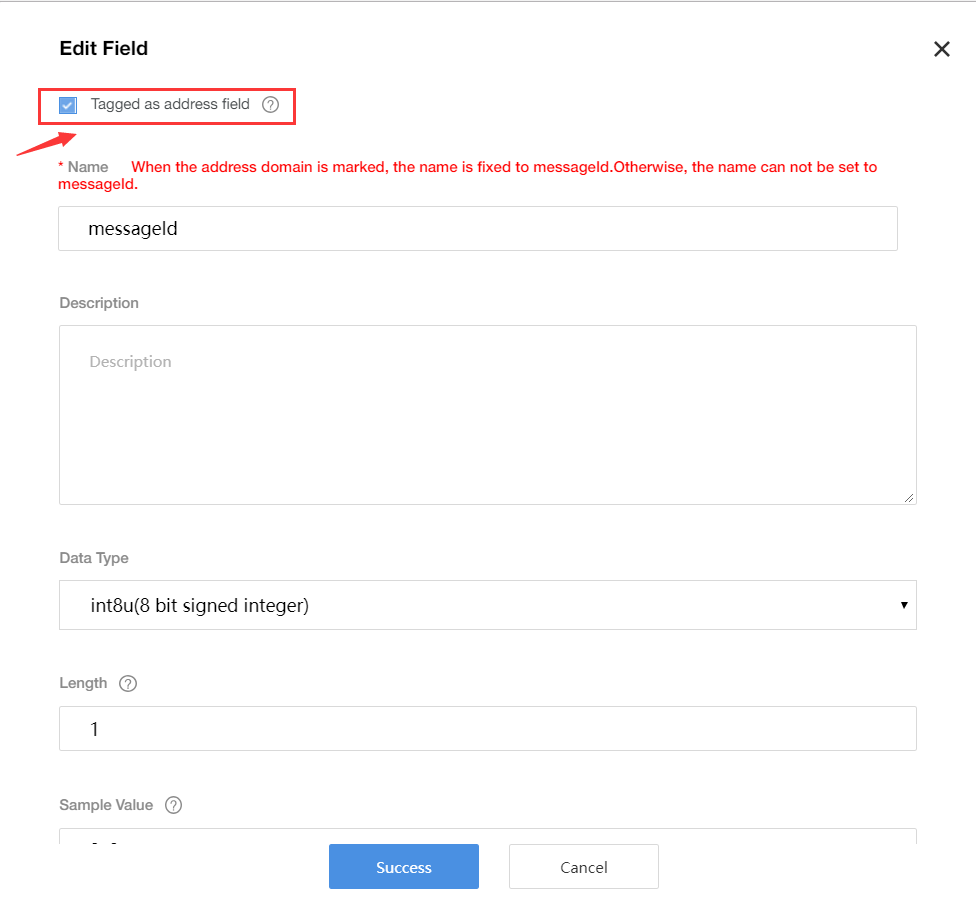 Edit Field
Tagged as address field
* Name When the address domain is marked, the name is fixed to messageId.Otherwise, the name can not be set to
messageId.
messageId
Description
Description
Data Type
int8u(8 bit signed integer)
Length
1
Sample Value
Success Cancel